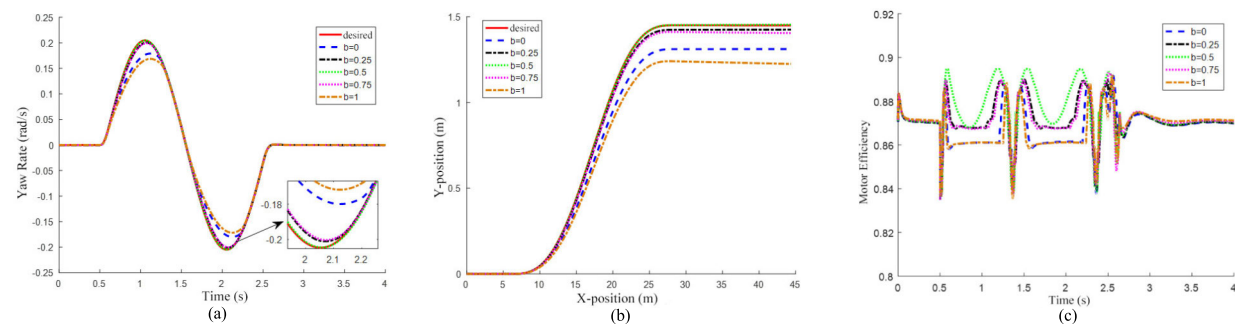 0.25
0.2
0.15
0.1
0.05
0
-0.05
-0.1
-0.15
-0.2
-0.25
Yaw Rate (rad/s)
desired
b=0
b=0.25
b=0.5
b=0.75
b=1
-0.18
-0.2
2 2.1 2.2
0 0.5 1 1.5 2 2.5 3 3.5 4
Time (s)
(a)
1.5
1
0.5
0
Y-position (m)
desired
b=0
b=0.25
b=0.5
b=0.75
b=1
0 5 10 15 20 25 30 35 40 45
X-position (m)
(b)
0.92
0.9
0.88
0.86
0.84
0.82
0.8
Motor Efficiency
b=0
b=0.25
b=0.5
b=0.75
b=1
0 0.5 1 1.5 2 2.5 3 3.5 4
Time (s)
(c)